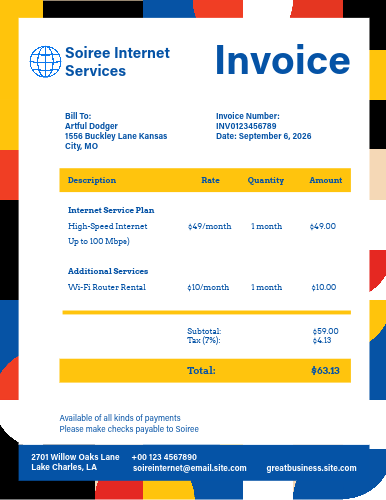 Soiree Internet
Services
Invoice
Bill To:
Artful Dodger
1556 Buckley Lane Kansas
City, MO
Invoice Number:
INV0123456789
Date: September 6, 2026
Description Rate Quantity Amount
Internet Service Plan
High-Speed Internet $49/month 1 month $49.00
Up to 100 Mbps)
Additional Services
Wi-Fi Router Rental $10/month 1 month $10.00
Subtotal: $59.00
Tax (7%): $4.13
Total: $63.13
Available of all kinds of payments
Please make checks payable to Soiree
2701 Willow Oaks Lane +00 123 4567890
Lake Charles, LA soireinternet@email.site.com greatbusiness.site.com